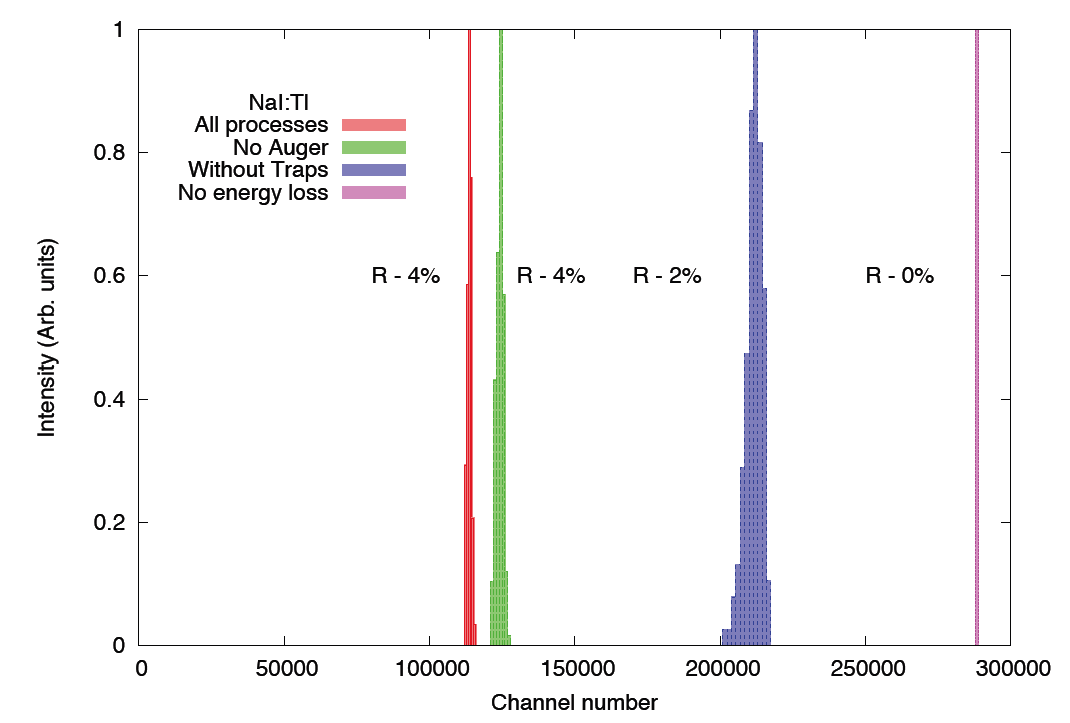 1
0.8
0.6
0.4
0.2
0
Intensity (Arb. units)
NaI:Tl
All processes
No Auger
Without Traps
No energy loss
R - 4%
R - 4%
R - 2%
R - 0%
0
50000
100000
150000
200000
250000
300000
Channel number